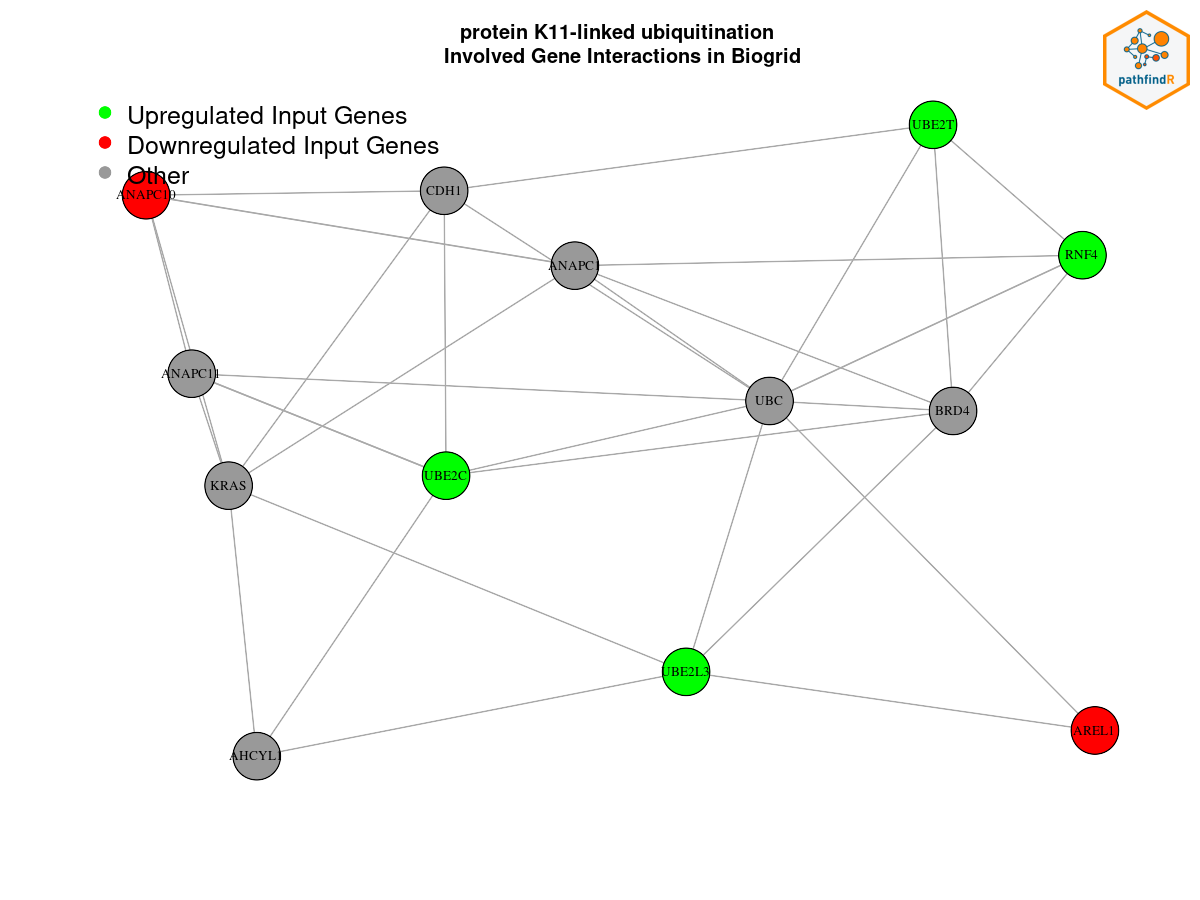 protein K11-linked ubiquitination
Involved Gene Interactions in Biogrid
pathfindR
Upregulated Input Genes
Downregulated Input Genes
Other
UBE2T
ANAPC10
CDH1
RNF4
ANAPC1
ANAPC11
UBC
BRD4
UBE2C
KRAS
UBE2L3
AREL1
AHCYL1